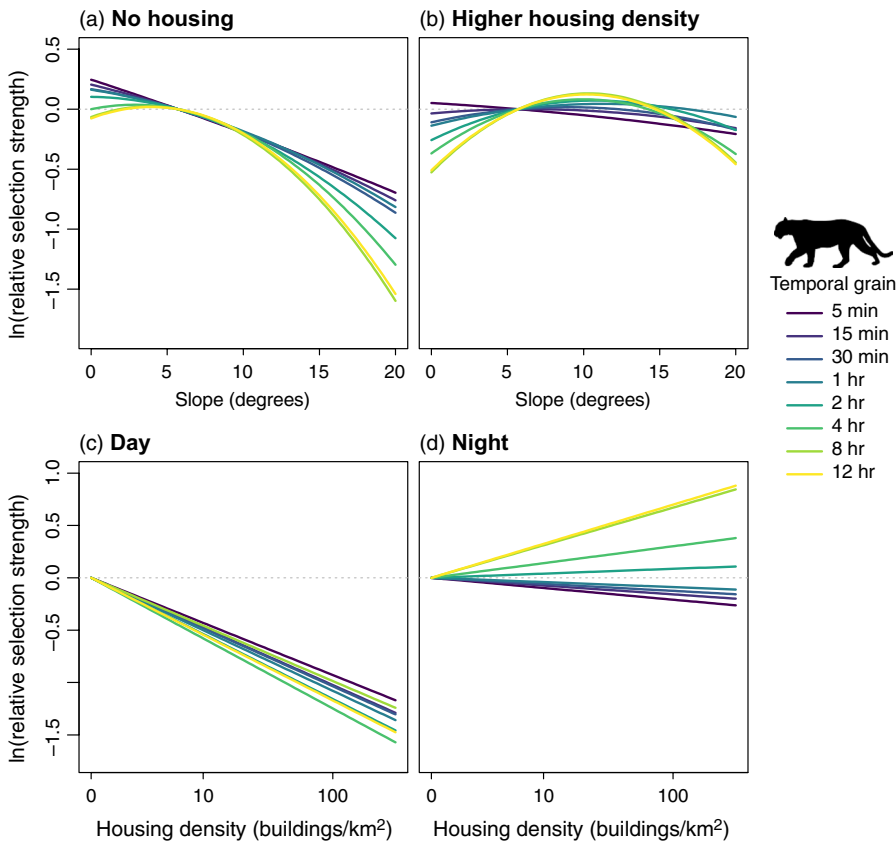 (a) No housing
(b) Higher housing density
ln(relative selection strength)
0.5
0.0
−0.5
−1.0
−1.5
0 5 10 15 20
0 5 10 15 20
Slope (degrees)
Slope (degrees)
Temporal grain
5 min
15 min
30 min
1 hr
2 hr
4 hr
8 hr
12 hr
(c) Day
(d) Night
ln(relative selection strength)
1.0
0.5
0.0
−0.5
−1.5
0 10 100
0 10 100
Housing density (buildings/km²)
Housing density (buildings/km²)